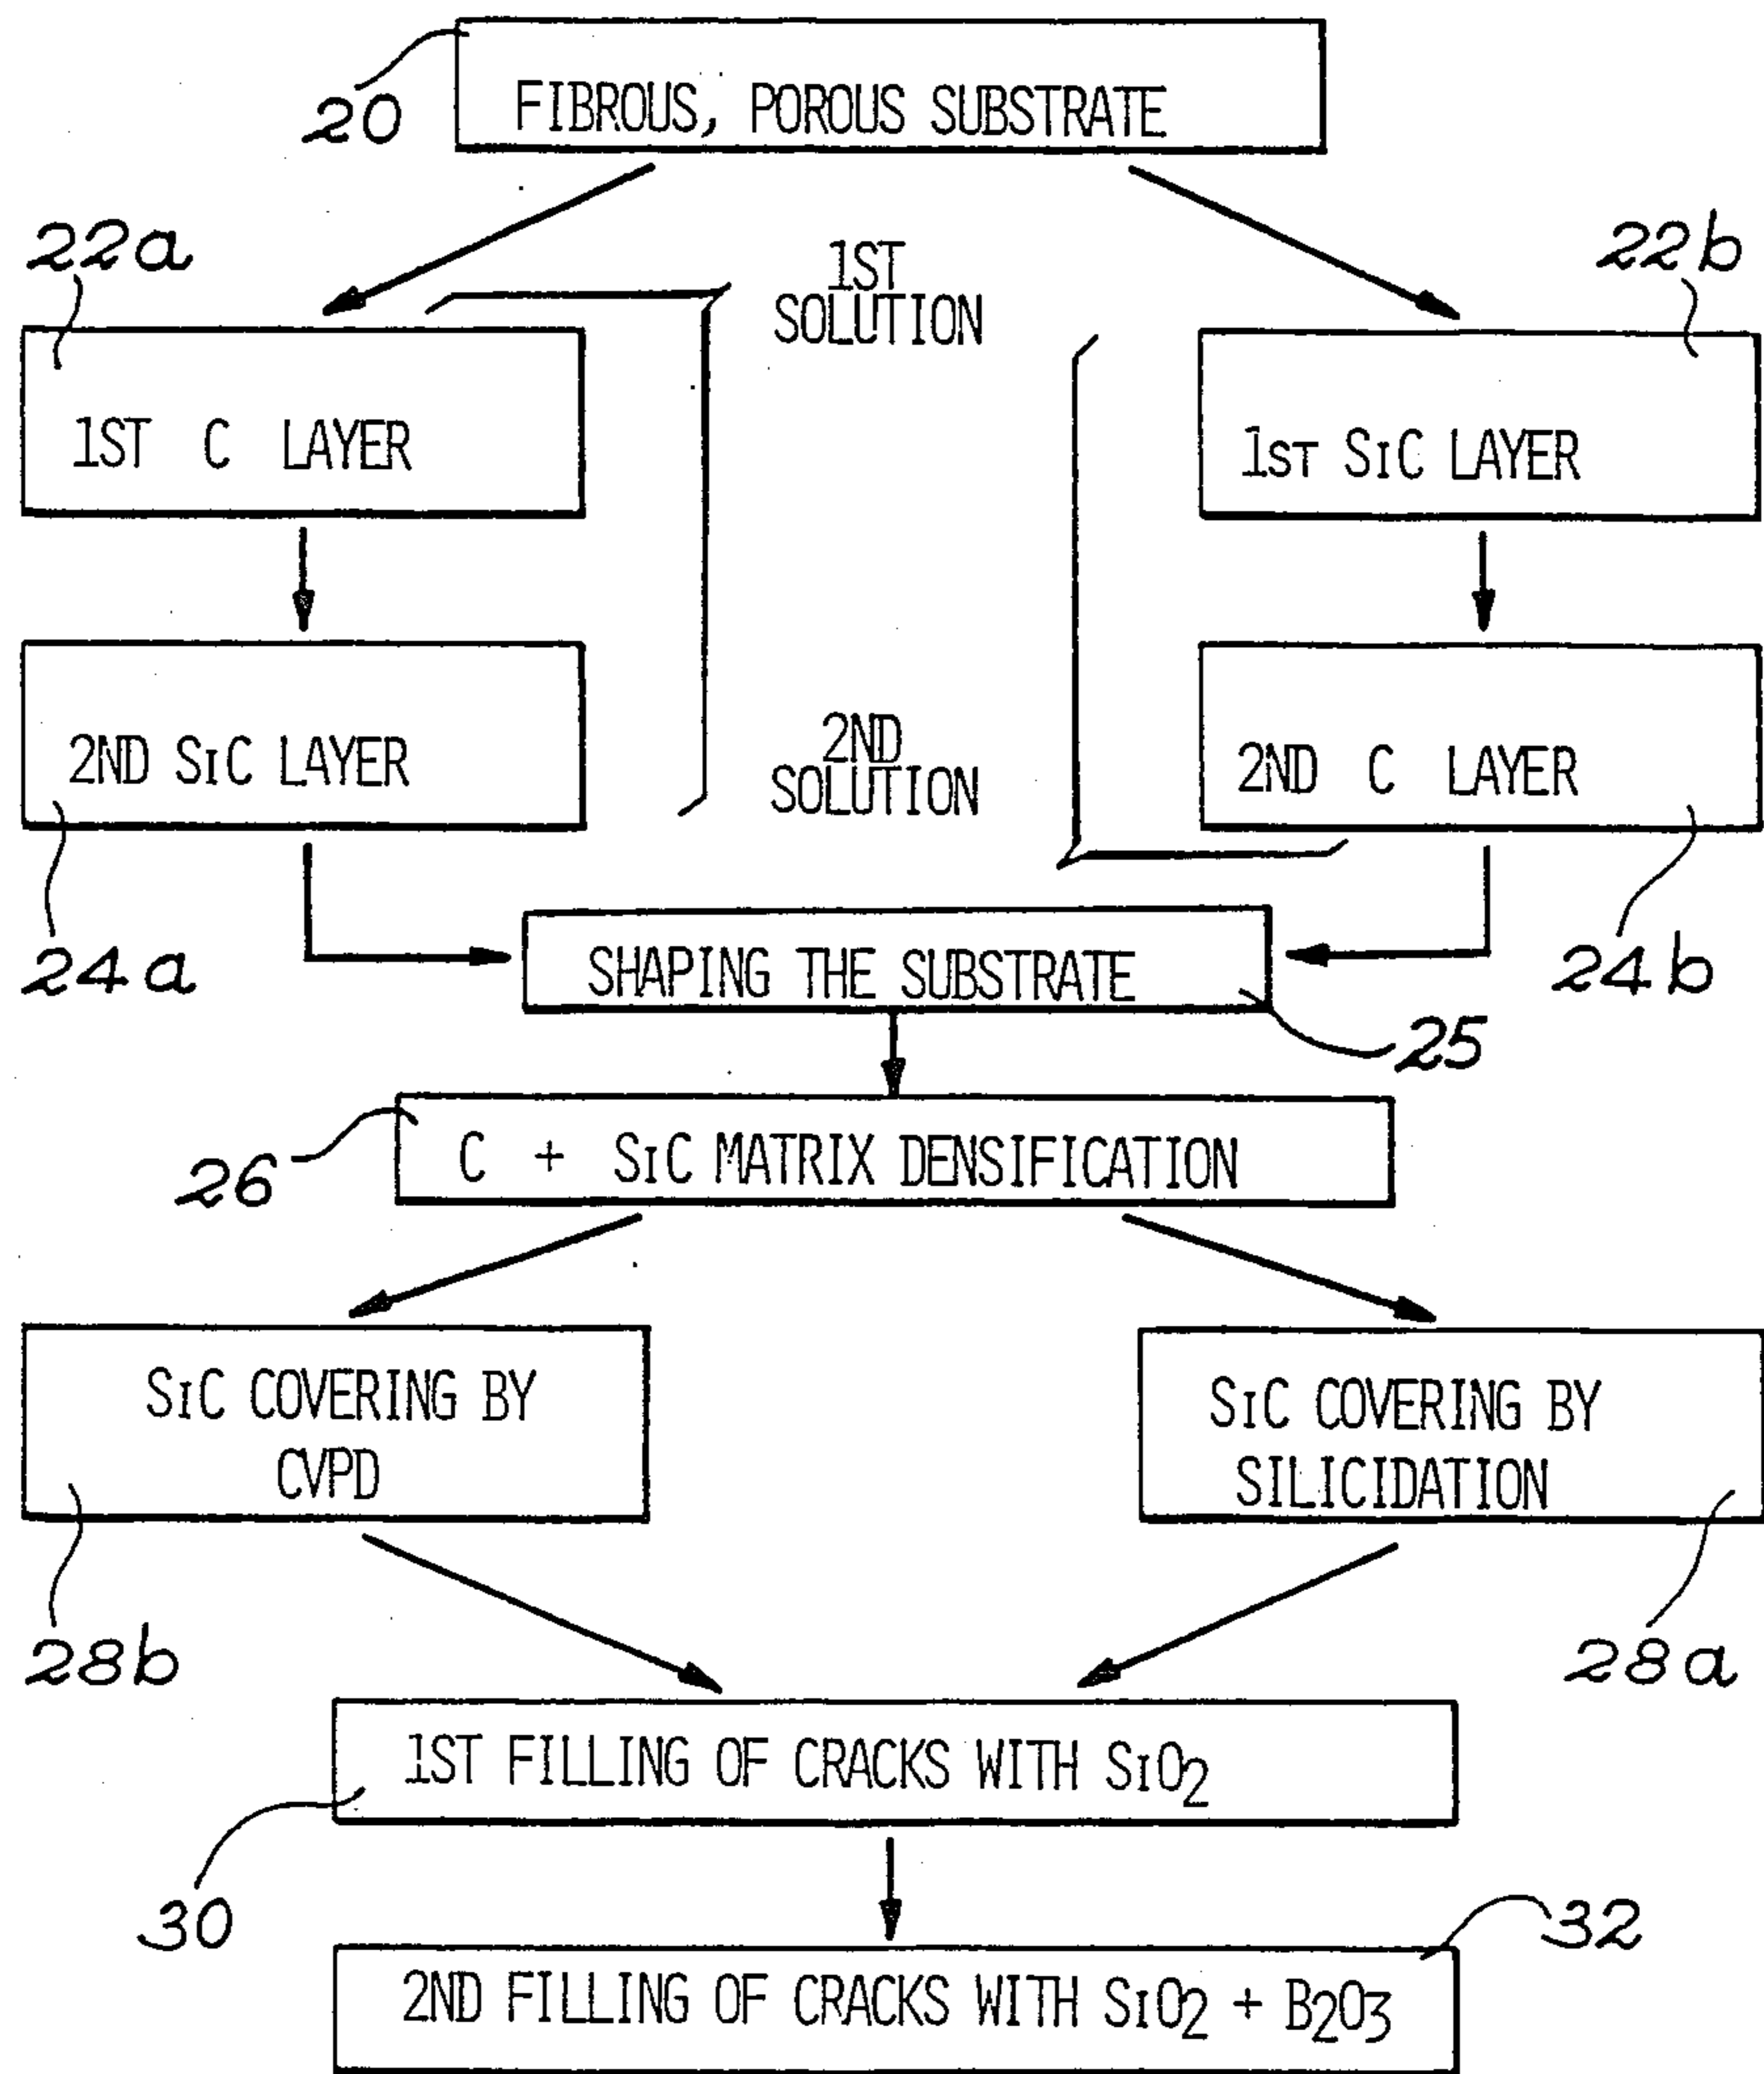 20
FIBROUS, POROUS SUBSTRATE
22a
1ST
SOLUTION
22b
1ST C LAYER
1ST SiC LAYER
2ND SiC LAYER
2ND
SOLUTION
2ND C LAYER
24a
SHAPING THE SUBSTRATE
24b
25
26
C + SiC MATRIX DENSIFICATION
SiC COVERING BY
CVPD
SiC COVERING BY
SILICIDATION
28b
28a
1ST FILLING OF CRACKS WITH SiO2
30
32
2ND FILLING OF CRACKS WITH SiO2 + B2O3